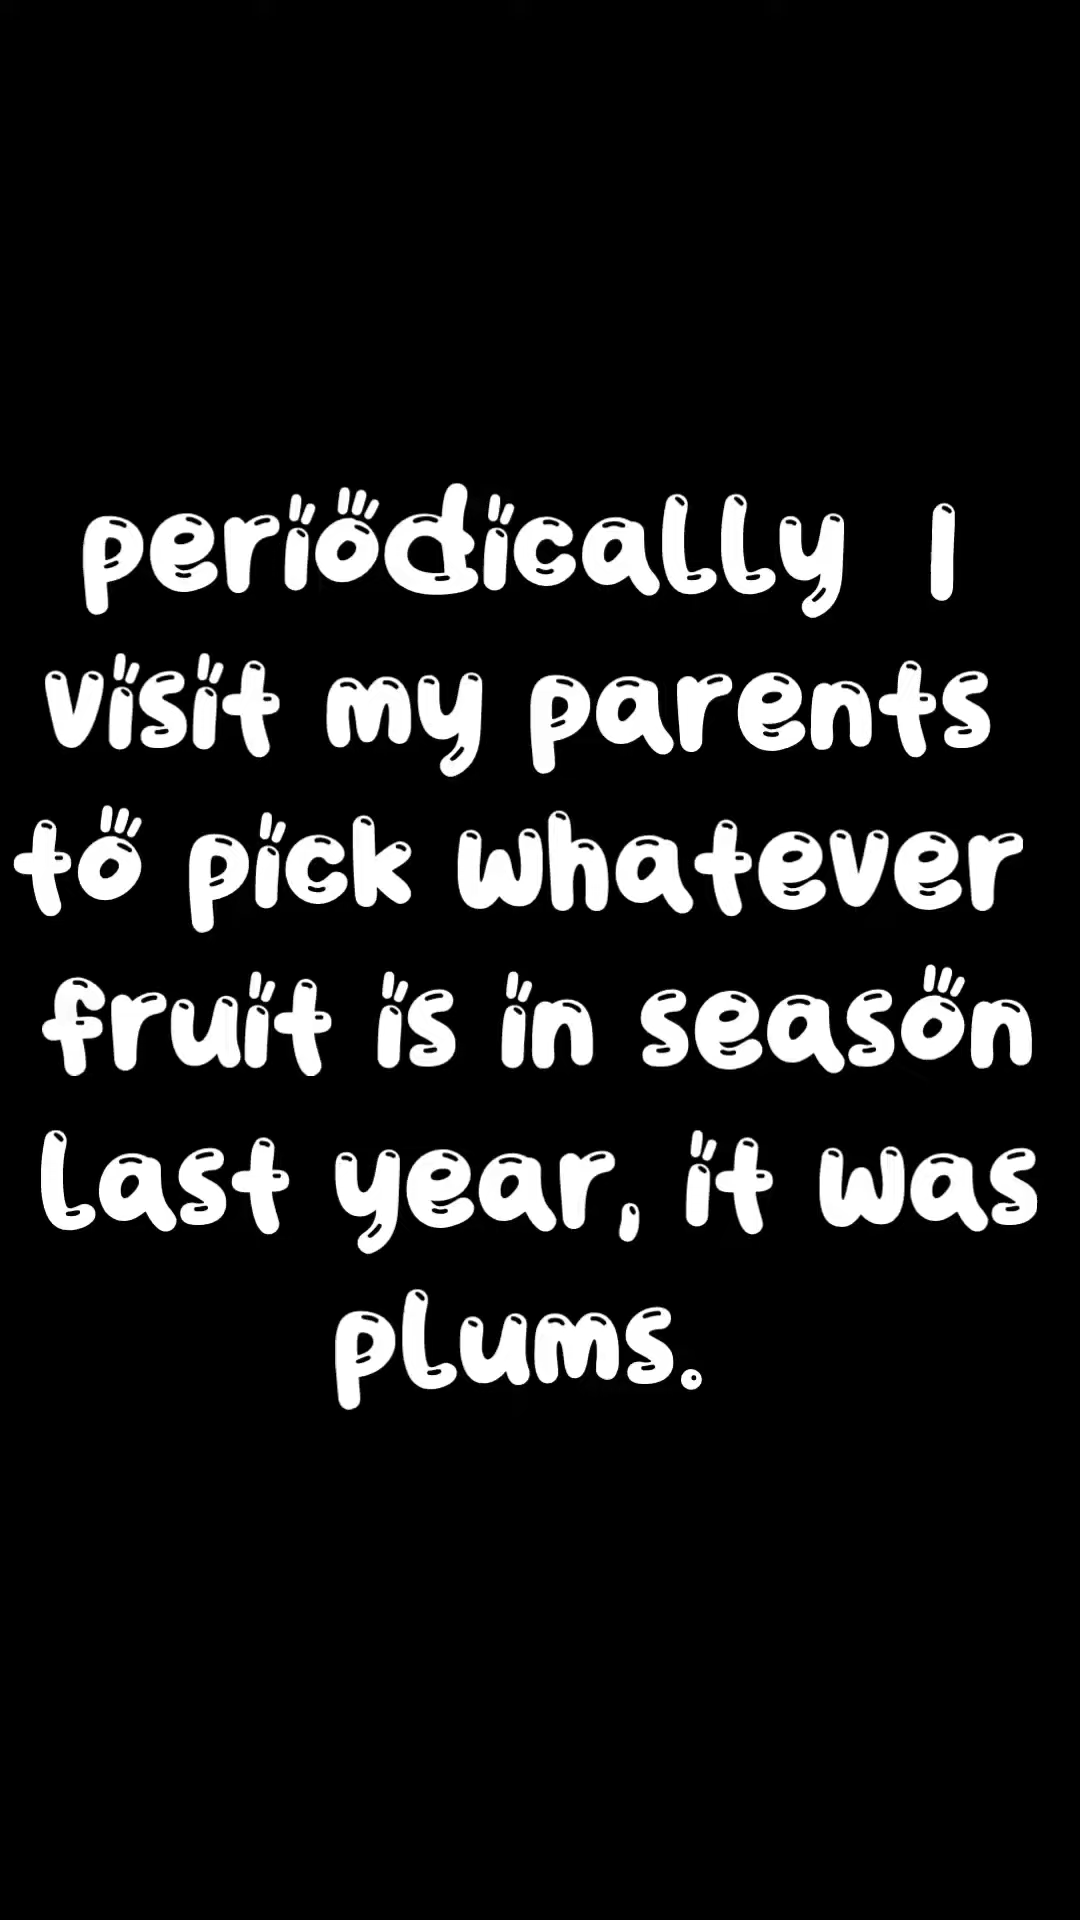 periodically I
visit my parents
to pick whatever
fruit is in season
Last year, it was
plums.